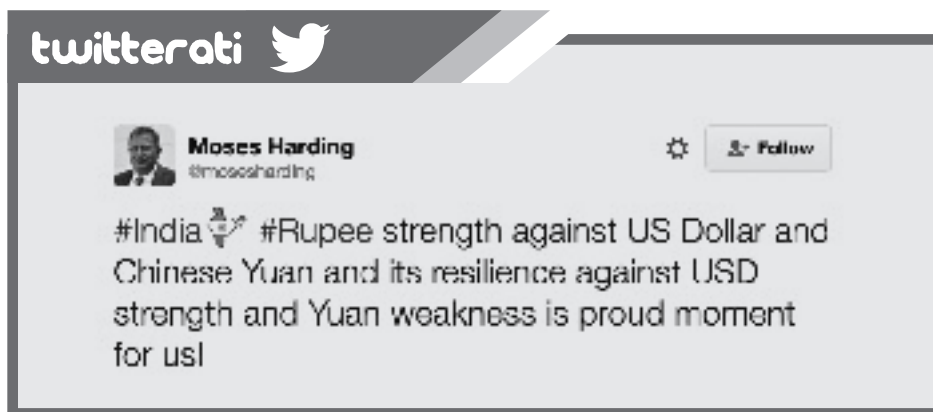 twitterati
Moses Harding
@mosesharding
Follow
#India #Rupee strength against US Dollar and
Chinese Yuan and its resilience against USD
strength and Yuan weakness is proud moment
for us!